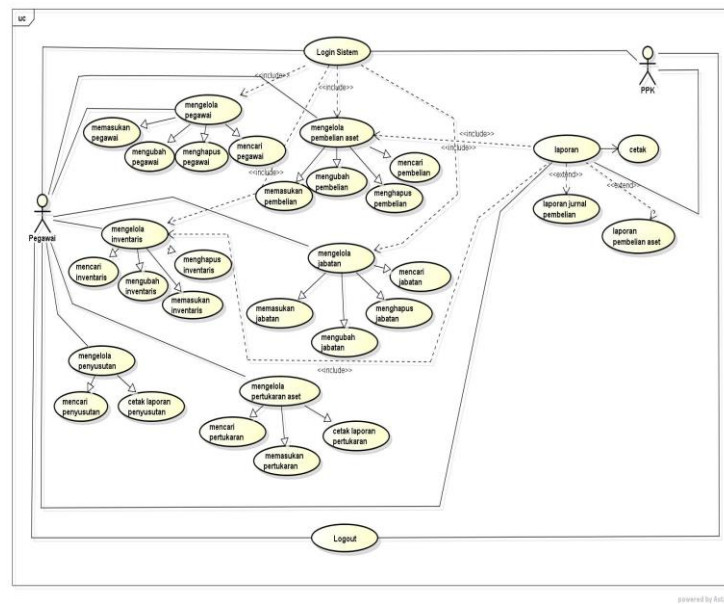 uc
Login Sistem
PPK
<<include>>
<<include>>
<<include>>
mengelola
pegawai
memasukan
pegawai
mengubah
pegawai
menghapus
pegawai
mencari
pegawai
mengelola
pembelian aset
<<include>>
<<include>>
laporan
cetak
mencari
pembelian
mengubah
pembelian
memasukan
pembelian
menghapus
pembelian
<<include>>
<<extend>>
<<extend>>
laporan jurnal
pembelian
laporan
pembelian aset
Pegawai
mengelola
inventaris
mencari
inventaris
mengubah
inventaris
menghapus
inventaris
memasukan
inventaris
mengelola
jabatan
mencari
jabatan
memasukan
jabatan
menghapus
jabatan
mengubah
jabatan
<<include>>
mengelola
penyusutan
mencari
penyusutan
cetak laporan
penyusutan
mengelola
pertukaran aset
mencari
pertukaran
cetak laporan
pertukaran
memasukan
pertukaran
Logout
powered by